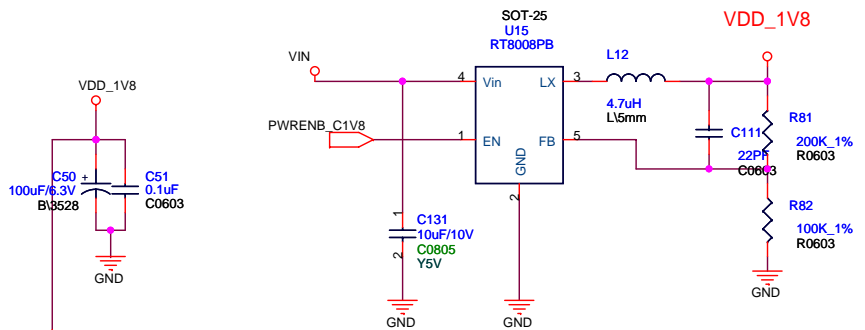 SOT-25
U15
RT8008PB
VDD_1V8
VIN
L12
4
Vin
LX
3
4.7uH
L\5mm
VDD_1V8
PWRENB_C1V8
1
EN
FB
5
GND
2
C111
22PF
C0603
R81
200K_1%
R0603
C50
100uF/6.3V
B\3528
+
C51
0.1uF
C0603
GND
1
C131
10uF/10V
C0805
Y5V
2
GND
GND
R82
100K_1%
R0603
GND